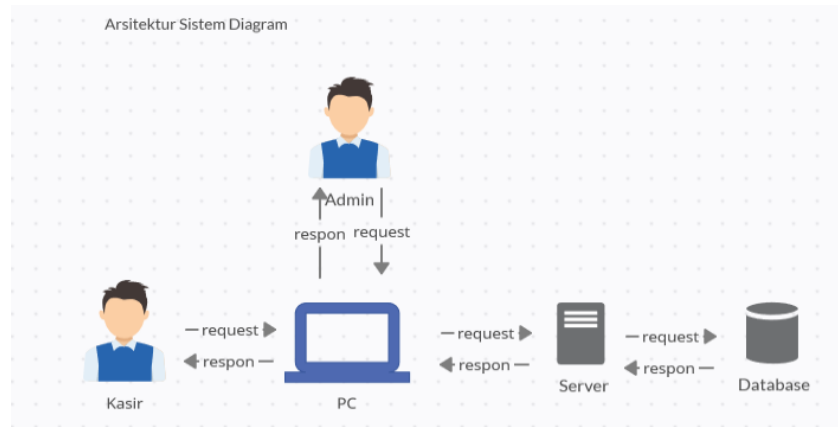 Arsitektur Sistem Diagram
Admin
respon request
request
respon
request
respon
request
respon
Kasir
PC
Server
Database